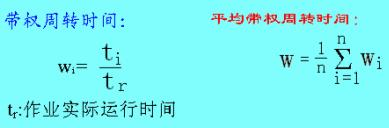 带权周转时间：
wi= ti/tr
tr:作业实际运行时间
平均带权周转时间：
W = 1/n ∑ i=1 n Wi